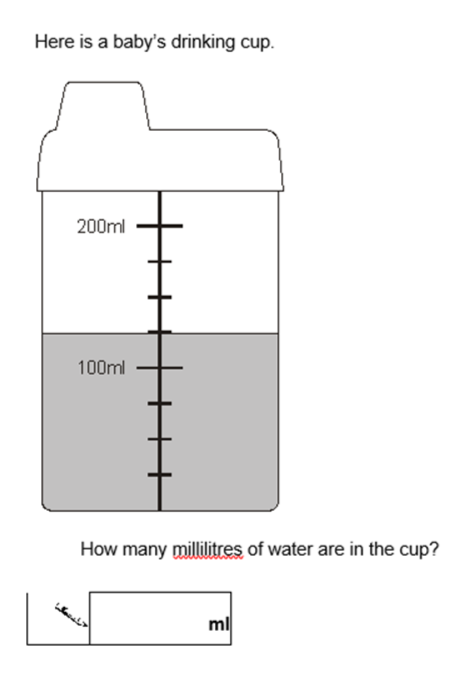 Here is a baby's drinking cup.
200ml
100ml
How many millilitres of water are in the cup?
ml